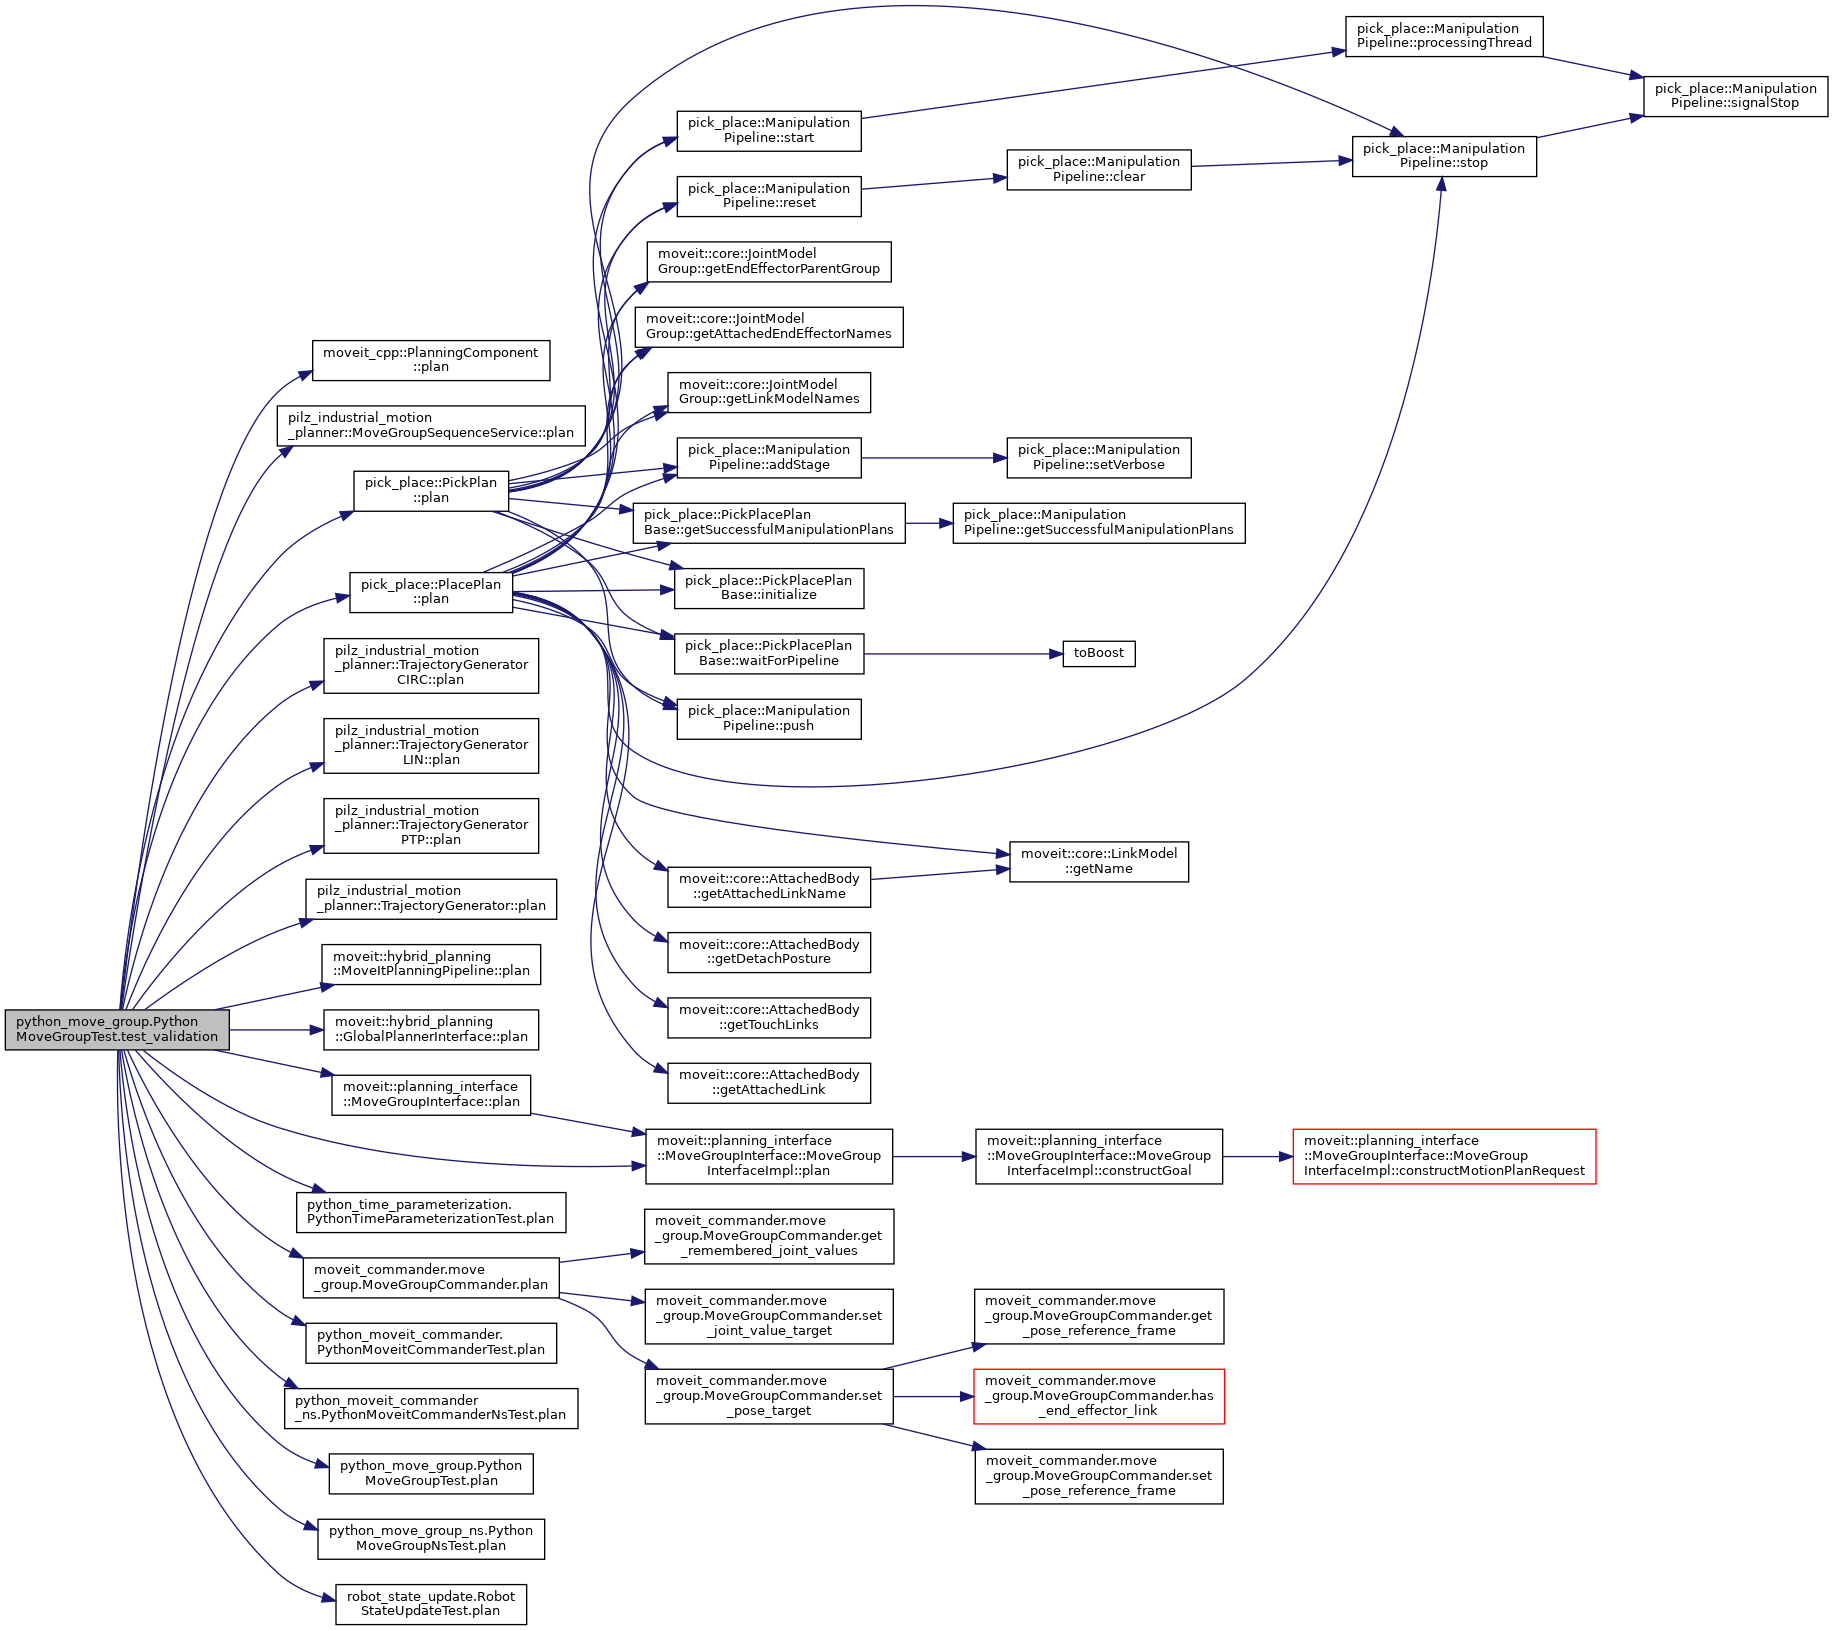 pick_place::Manipulation
Pipeline::processingThread
pick_place::Manipulation
Pipeline::signalStop
pick_place::Manipulation
Pipeline::start
pick_place::Manipulation
Pipeline::stop
pick_place::Manipulation
Pipeline::clear
pick_place::Manipulation
Pipeline::reset
moveit::core::JointModel
Group::getEndEffectorParentGroup
moveit::core::JointModel
Group::getAttachedEndEffectorNames
moveit_cpp::PlanningComponent
::plan
moveit::core::JointModel
Group::getLinkModelNames
pilz_industrial_motion
_planner::MoveGroupSequenceService::plan
pick_place::Manipulation
Pipeline::addStage
pick_place::Manipulation
Pipeline::setVerbose
pick_place::PickPlan
::plan
pick_place::PickPlacePlan
Base::getSuccessfulManipulationPlans
pick_place::Manipulation
Pipeline::getSuccessfulManipulationPlans
pick_place::PlacePlan
::plan
pick_place::PickPlacePlan
Base::initialize
pick_place::PickPlacePlan
Base::waitForPipeline
toBoost
pilz_industrial_motion
_planner::TrajectoryGenerator
CIRC::plan
pick_place::Manipulation
Pipeline::push
pilz_industrial_motion
_planner::TrajectoryGenerator
LIN::plan
pilz_industrial_motion
_planner::TrajectoryGenerator
PTP::plan
moveit::core::LinkModel
::getName
pilz_industrial_motion
_planner::TrajectoryGenerator::plan
moveit::core::AttachedBody
::getAttachedLinkName
moveit::hybrid_planning
::MoveItPlanningPipeline::plan
moveit::core::AttachedBody
::getDetachPosture
python_move_group.Python
MoveGroupTest.test_validation
moveit::hybrid_planning
::GlobalPlannerInterface::plan
moveit::core::AttachedBody
::getTouchLinks
moveit::planning_interface
::MoveGroupInterface::plan
moveit::core::AttachedBody
::getAttachedLink
moveit::planning_interface
::MoveGroupInterface::MoveGroup
InterfaceImpl::plan
moveit::planning_interface
::MoveGroupInterface::MoveGroup
InterfaceImpl::constructGoal
moveit::planning_interface
::MoveGroupInterface::MoveGroup
InterfaceImpl::constructMotionPlanRequest
python_time_parameterization.
PythonTimeParameterizationTest.plan
moveit_commander.move
_group.MoveGroupCommander.get
_remembered_joint_values
moveit_commander.move
_group.MoveGroupCommander.plan
moveit_commander.move
_group.MoveGroupCommander.set
_joint_value_target
moveit_commander.move
_group.MoveGroupCommander.get
_pose_reference_frame
python_moveit_commander.
PythonMoveitCommanderTest.plan
moveit_commander.move
_group.MoveGroupCommander.set
_pose_target
moveit_commander.move
_group.MoveGroupCommander.has
_end_effector_link
python_moveit_commander
_ns.PythonMoveitCommanderNsTest.plan
moveit_commander.move
_group.MoveGroupCommander.set
_pose_reference_frame
python_move_group.Python
MoveGroupTest.plan
python_move_group_ns.Python
MoveGroupNsTest.plan
robot_state_update.Robot
StateUpdateTest.plan